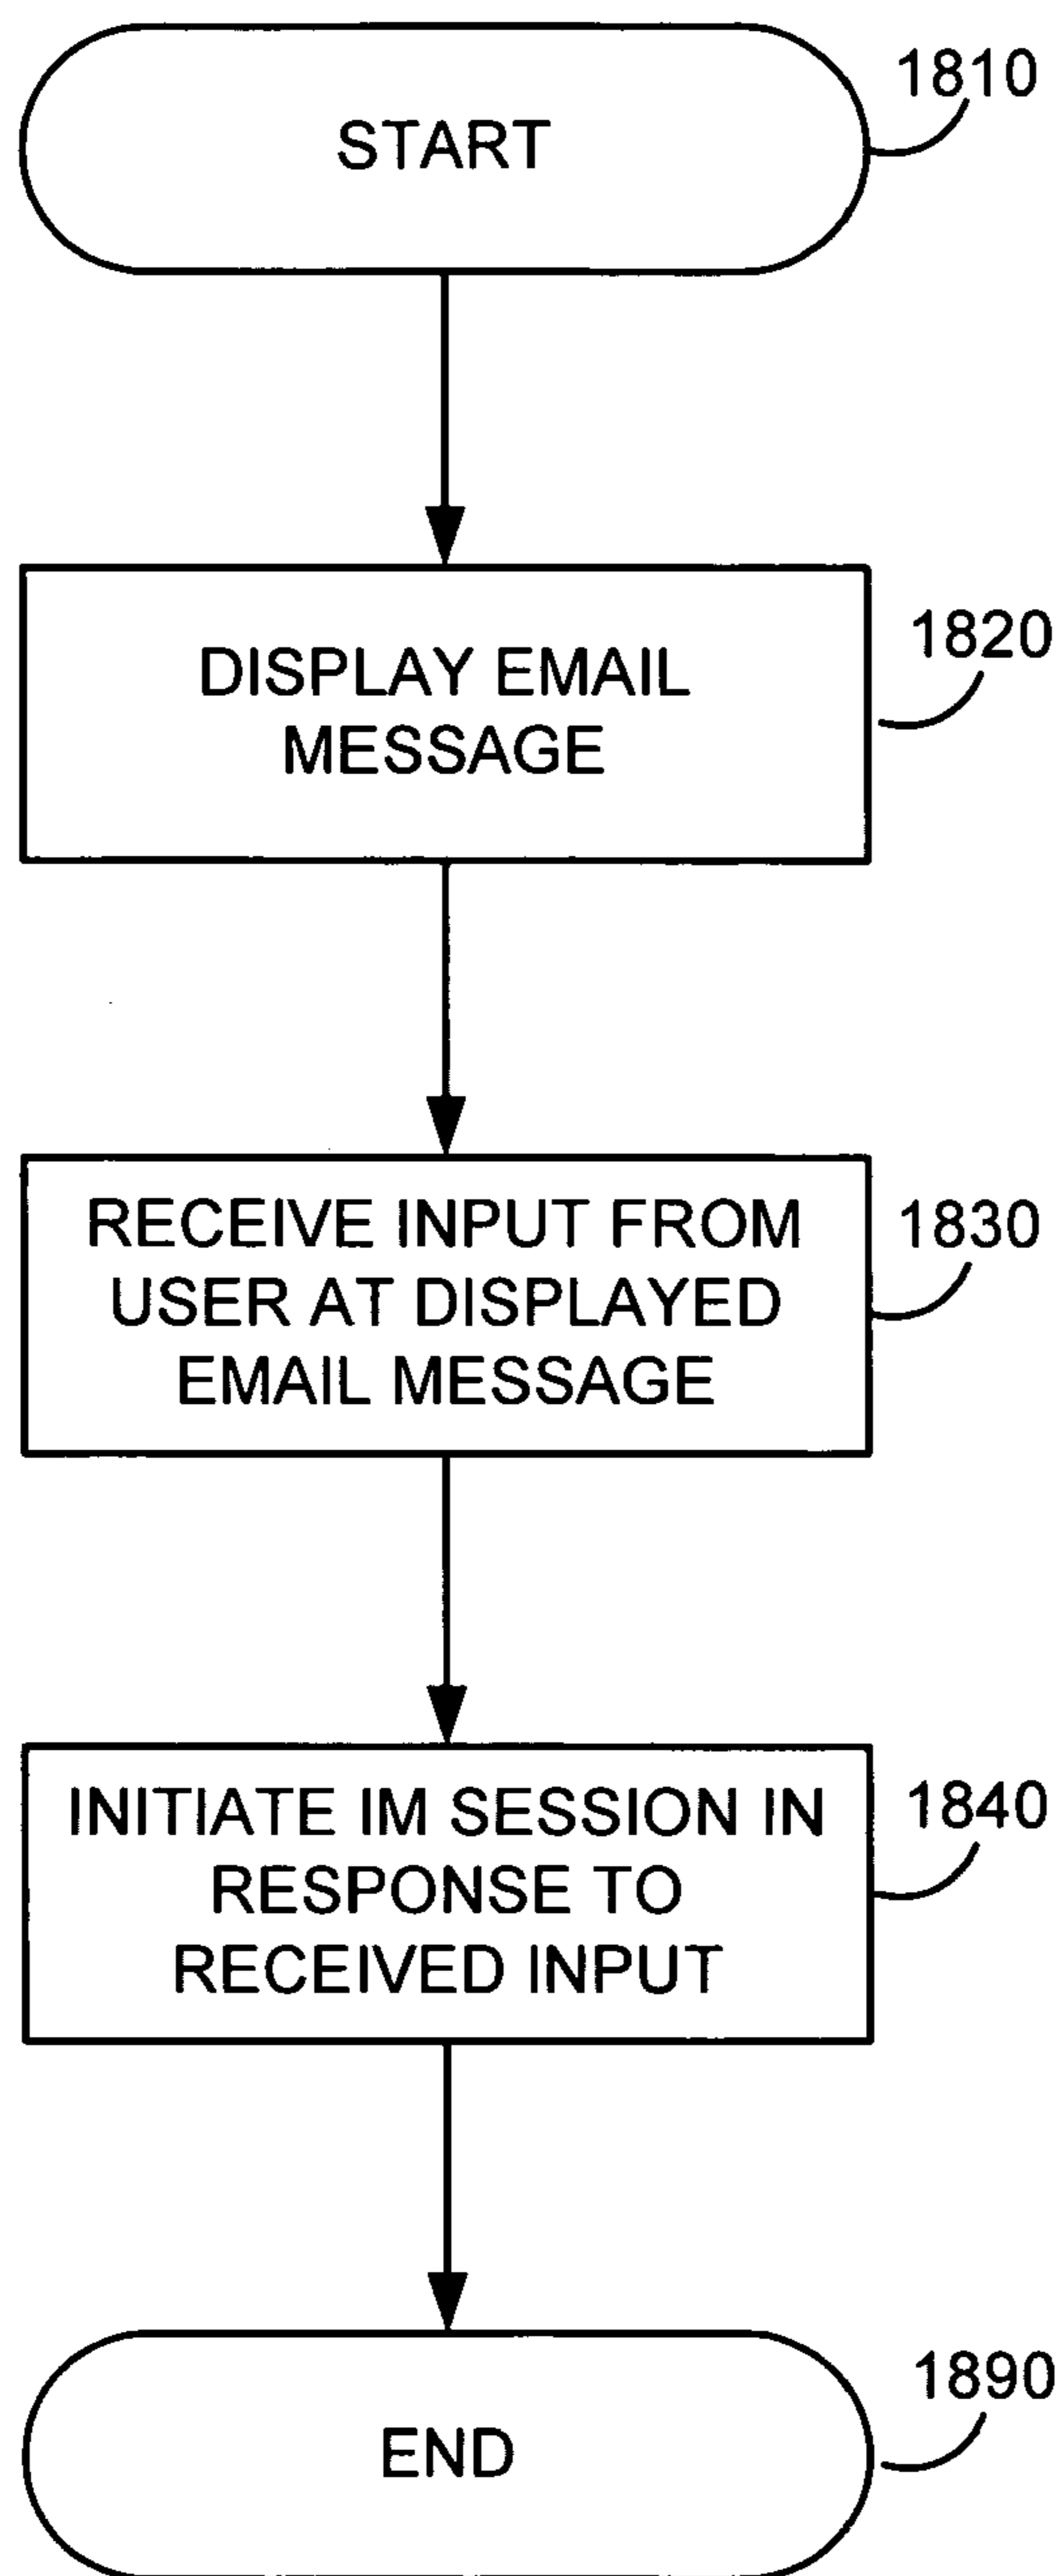 START
1810
DISPLAY EMAIL
MESSAGE
1820
RECEIVE INPUT FROM
USER AT DISPLAYED
EMAIL MESSAGE
1830
INITIATE IM SESSION IN
RESPONSE TO
RECEIVED INPUT
1840
END
1890